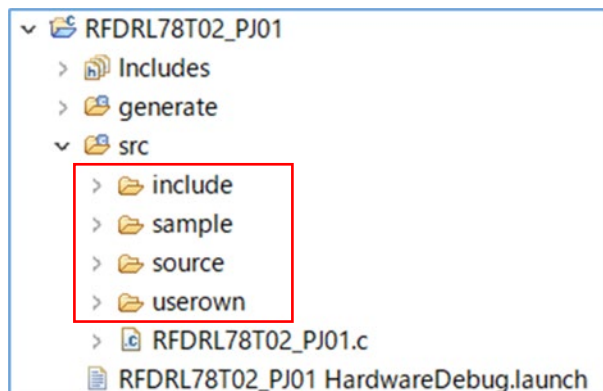 RFDRL78T02_PJ01
Includes
generate
src
include
sample
source
userown
RFDRL78T02_PJ01.c
RFDRL78T02_PJ01 HardwareDebug.launch